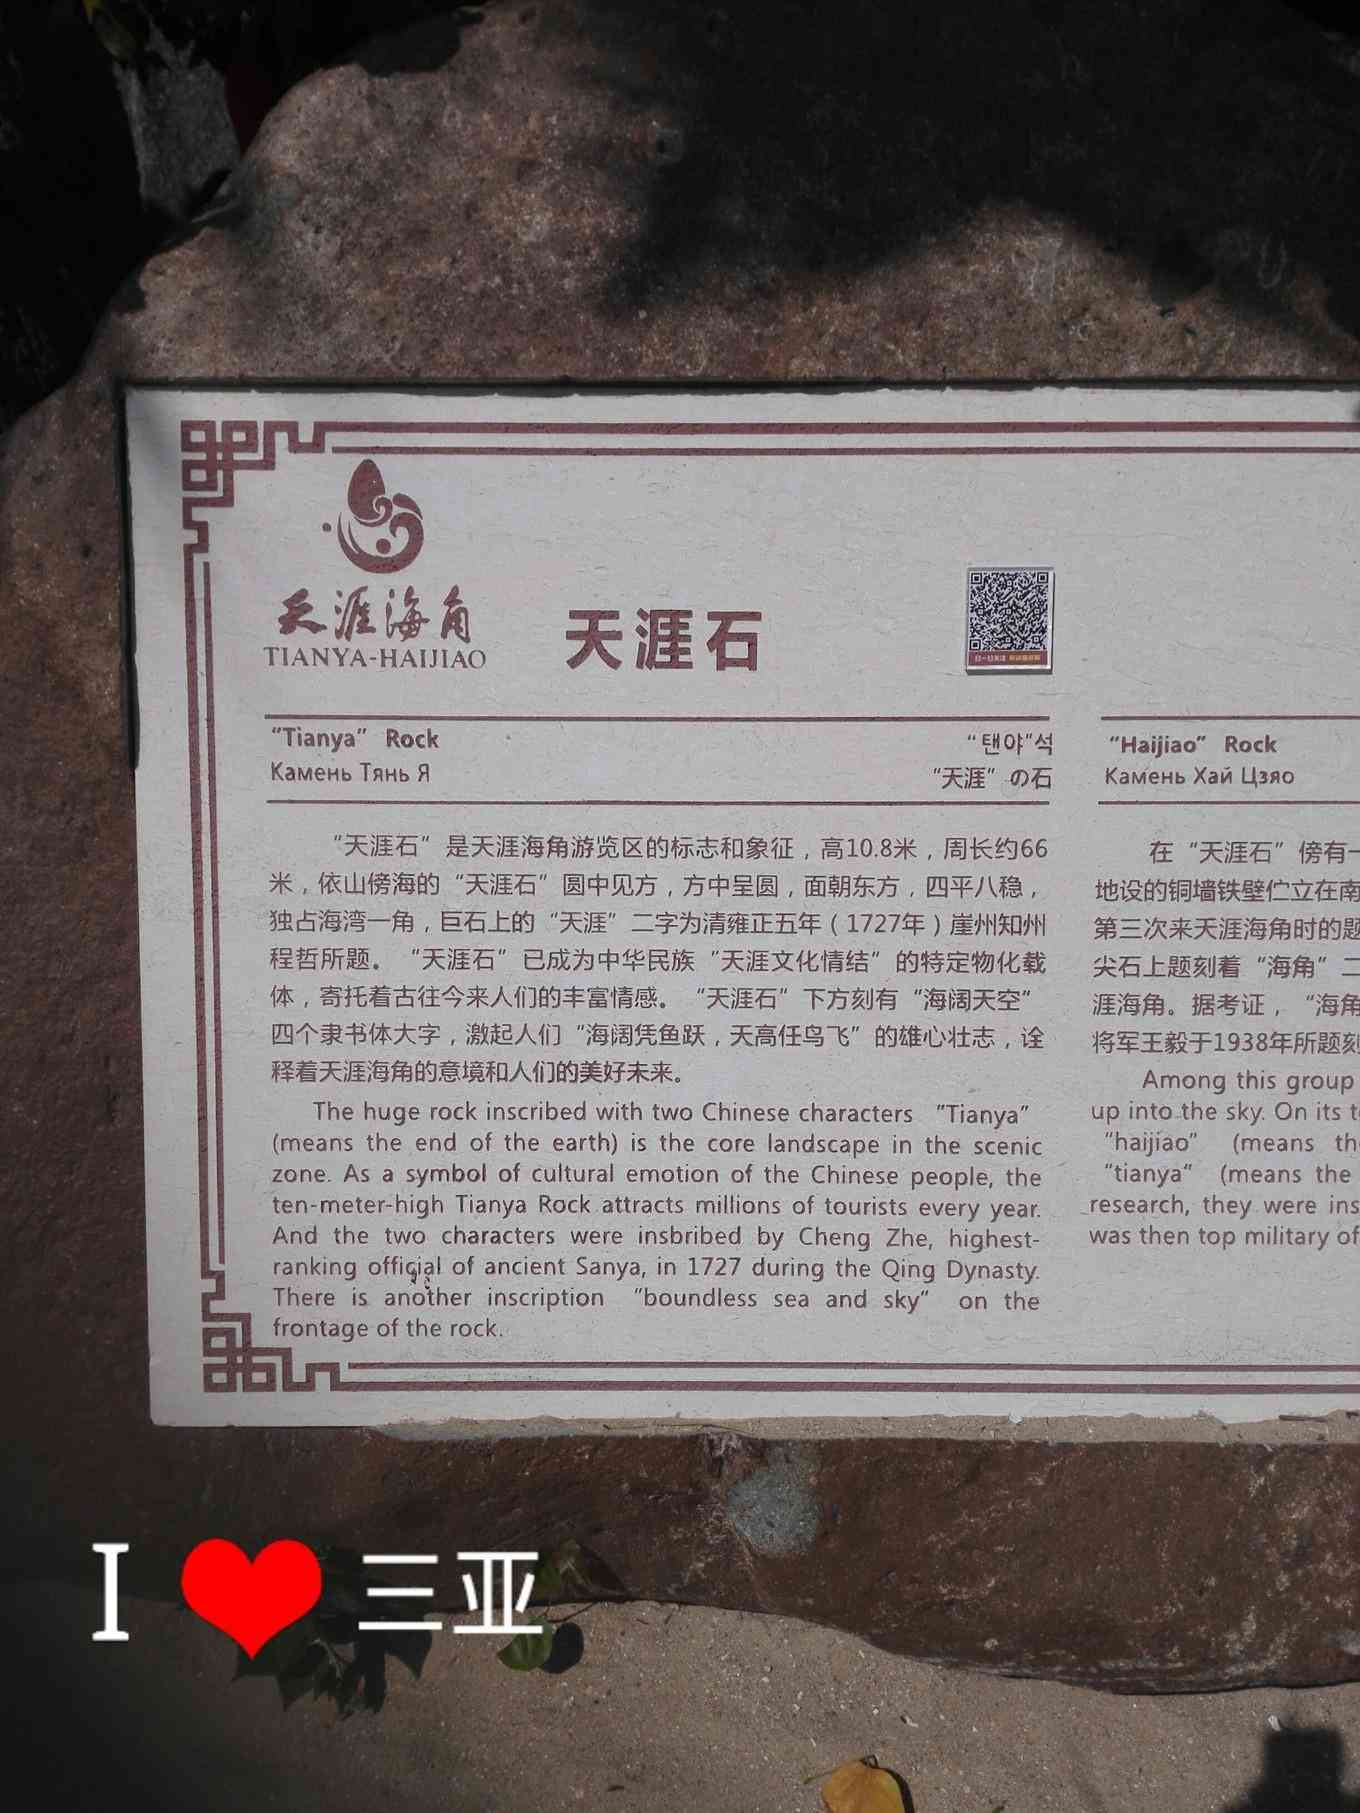 天涯海角
TIANYA-HAIJIAO
天涯石
“Tianya” Rock
Камень Тянь Я
“탠야”석
“天涯”の石
“天涯石”是天涯海角游览区的标志和象征，高10.8米，周长约66
米，依山傍海的“天涯石”圆中见方，方中呈圆，面朝东方，四平八稳，
独占海湾一角，巨石上的“天涯”二字为清雍正五年（1727年）崖州知州
程哲所题。“天涯石”已成为中华民族“天涯文化情结”的特定物化载
体，寄托着古往今来人们的丰富情感。“天涯石”下方刻有“海阔天空”
四个隶书体大字，激起人们“海阔凭鱼跃，天高任鸟飞”的雄心壮志，诠
释着天涯海角的意境和人们的美好未来。
The huge rock inscribed with two Chinese characters “Tianya”
(means the end of the earth) is the core landscape in the scenic
zone. As a symbol of cultural emotion of the Chinese people, the
ten-meter-high Tianya Rock attracts millions of tourists every year.
And the two characters were insbribed by Cheng Zhe, highest-
ranking official of ancient Sanya, in 1727 during the Qing Dynasty.
There is another inscription “boundless sea and sky” on the
frontage of the rock.
“Haijiao” Rock
Камень Хай Цзяо
在“天涯石”傍有一
地设的铜墙铁壁伫立在南
第三次来天涯海角时的题
尖石上题刻着“海角”二
涯海角。据考证，“海角
将军王毅于1938年所题刻
Among this group
up into the sky. On its t
“haijiao” (means th
“tianya” (means the
research, they were ins
was then top military of
I ❤ 三亚